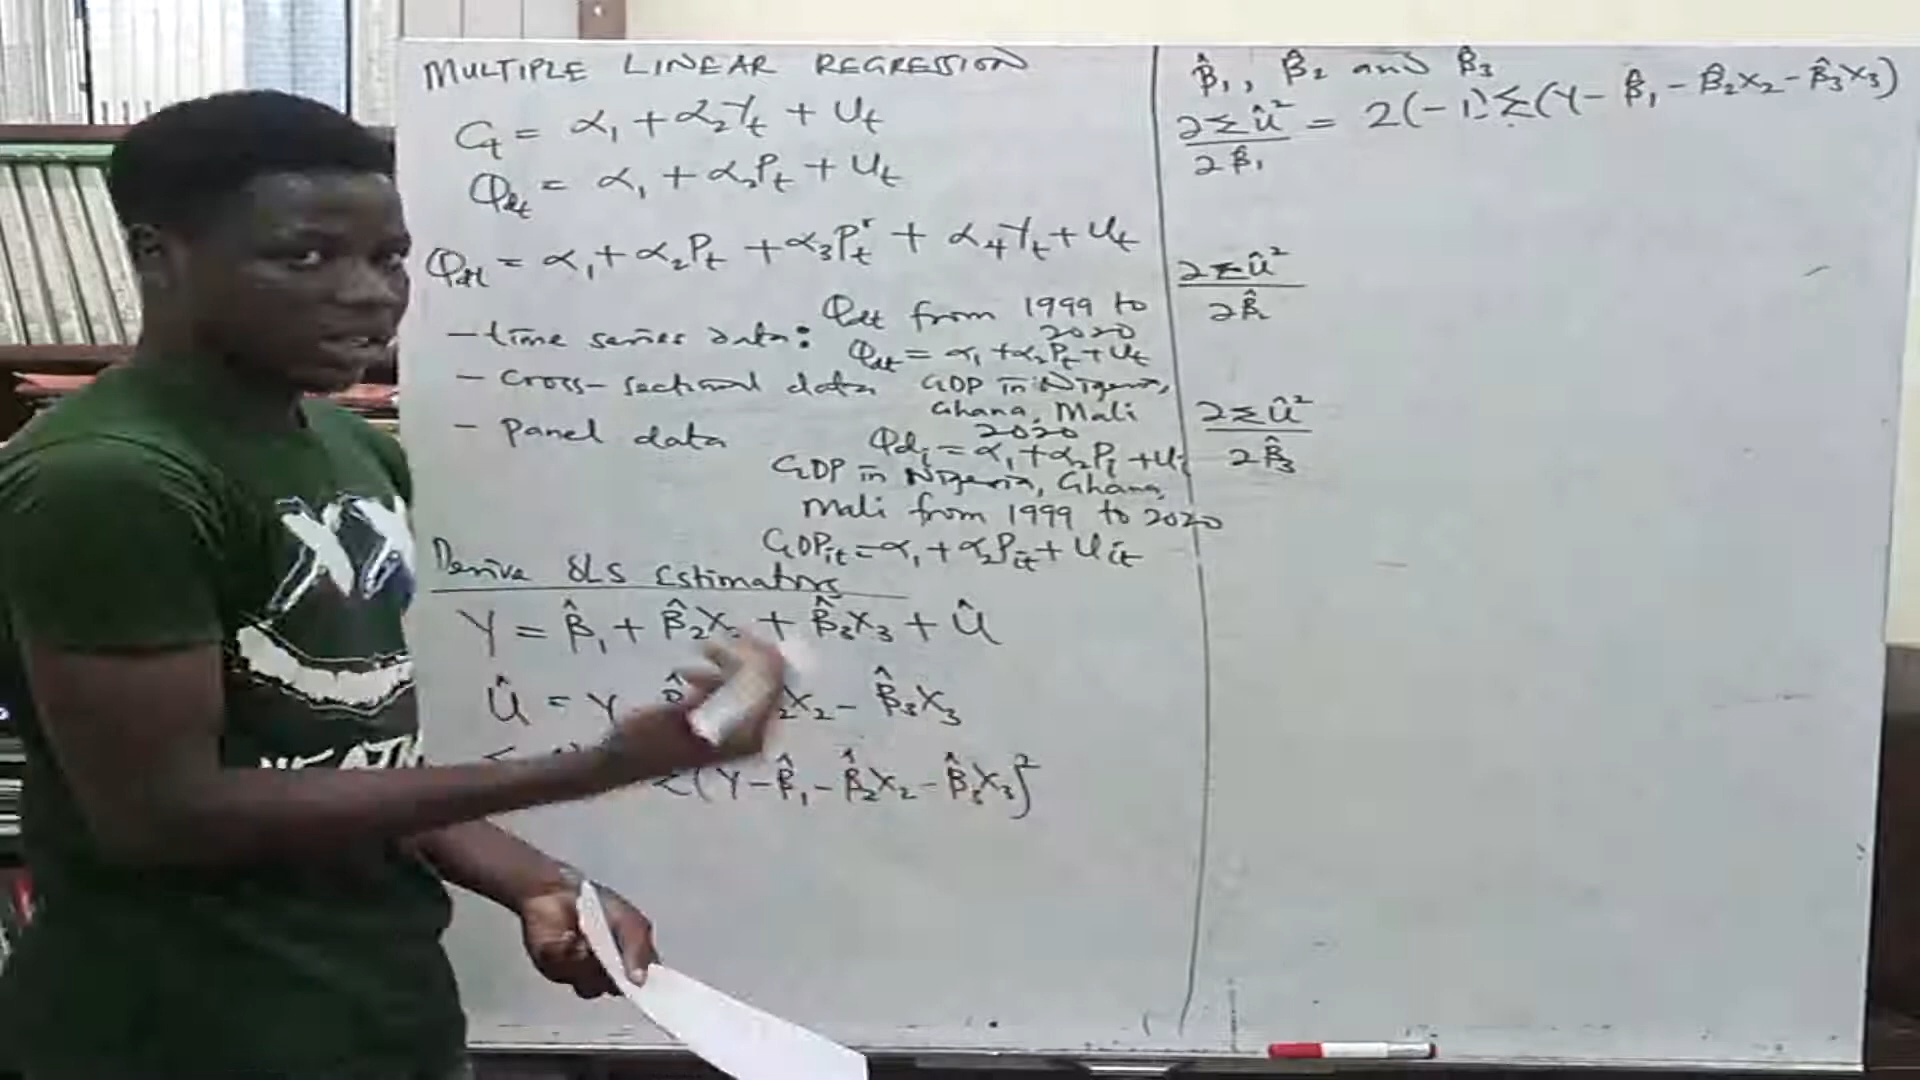 MULTIPLE LINEAR REGRESSION
Ct = α₁ + α₂Yt + Ut
Qdt = α₁ + α₂Pt + Ut
Qdt = α₁ + α₂Pt + α₃Ptʳ + α₄Yt + Ut
- time series data: Qdt from 1999 to 2020
Qdt = α₁ + α₂Pt + Ut
- Cross-sectional data GDP in Nigeria,
Ghana, Mali
2020
- Panel data Qdi = α₁ + α₂Pi + Ui
GDP in Nigeria, Ghana,
Mali from 1999 to 2020
GDPit = α₁ + α₂Pit + Uit
Derive OLS Estimators
Y = β̂₁ + β̂₂X₂ + β̂₃X₃ + Û
Û = Y X₂ - β̂₃X₃
Σ(Y - β̂₁ - β̂₂X₂ - β̂₃X₃)²
β̂₁, β̂₂ and β̂₃
∂Σû²/∂β̂₁ = 2(-1)Σ(Y - β̂₁ - β̂₂X₂ - β̂₃X₃)
∂Σû²/∂β̂₂
∂Σû²/∂β̂₃
XX